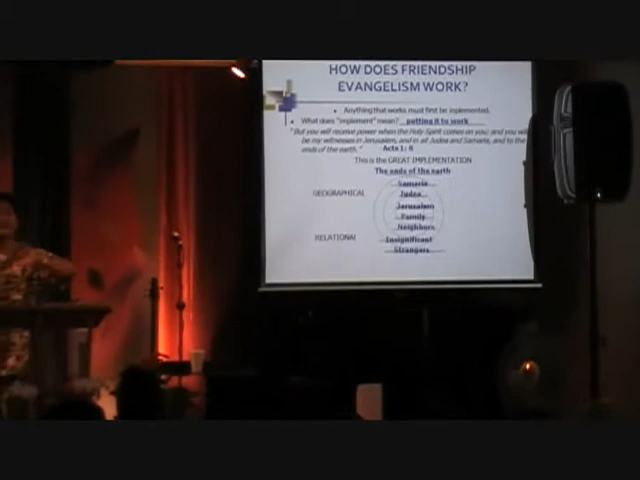 HOW DOES FRIENDSHIP
EVANGELISM WORK?
Anything that works must first be implemented.
What does "implement" mean? putting it to work
"But you will receive power when the Holy Spirit comes on you; and you will
be my witnesses in Jerusalem, and in all Judea and Samaria, and to the
ends of the earth." Acts 1: 8
This is the GREAT IMPLEMENTATION
The ends of the earth
Samaria
GEOGRAPHICAL Judea
Jerusalem
Family
Neighbors
RELATIONAL Insignificant
Strangers